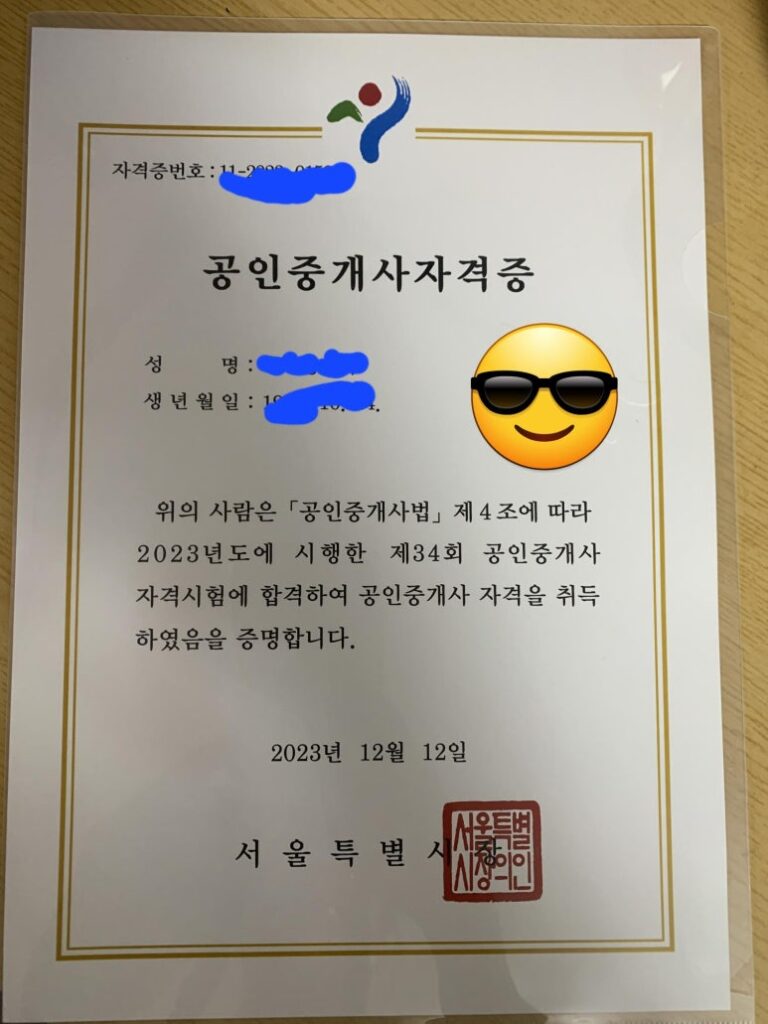 자격증번호 : 11-2
공인중개사자격증
성 명 :
생년월일 : 19
위의 사람은 「공인중개사법」 제4조에 따라
2023년도에 시행한 제34회 공인중개사
자격시험에 합격하여 공인중개사 자격을 취득
하였음을 증명합니다.
2023년 12월 12일
서울특별시장
서울특별
시장의인